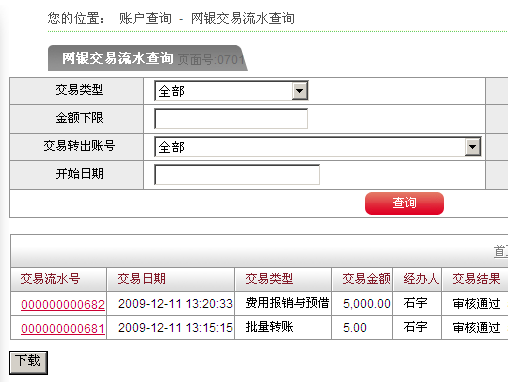 您的位置： 账户查询 - 网银交易流水查询
网银交易流水查询 页面号:0701
交易类型 全部
金额下限
交易转出账号 全部
开始日期
查询
首
交易流水号 交易日期 交易类型 交易金额 经办人 交易结果
000000000682 2009-12-11 13:20:33 费用报销与预借 5,000.00 石宇 审核通过
000000000681 2009-12-11 13:15:15 批量转账 5.00 石宇 审核通过
下载